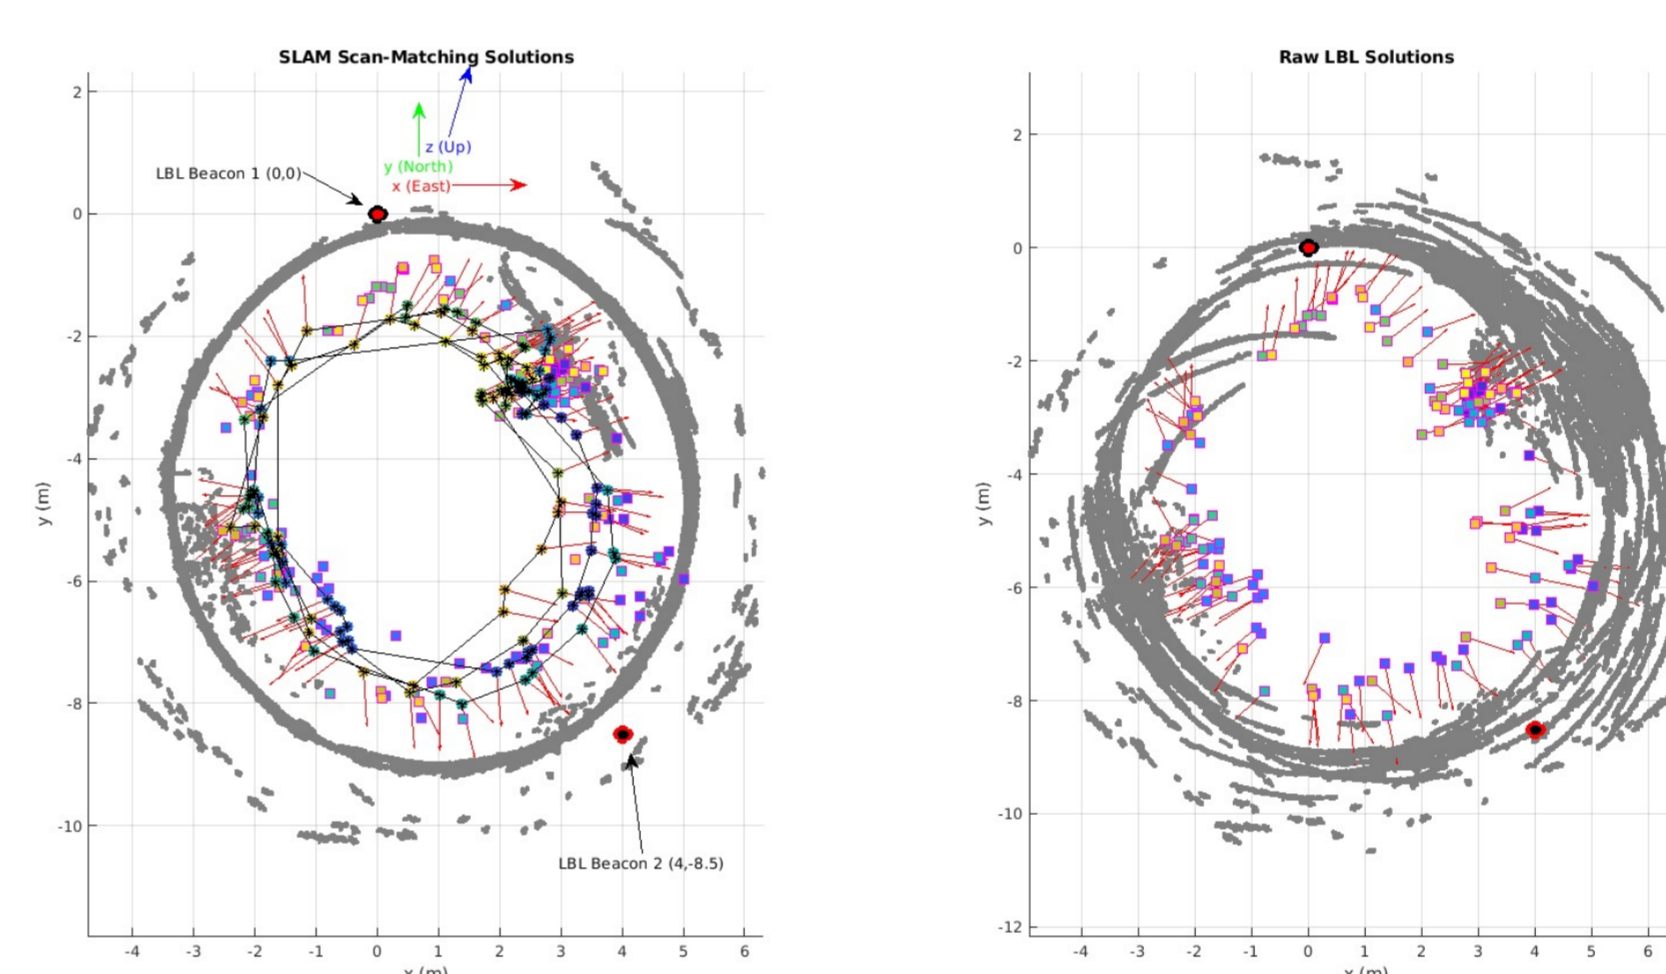 SLAM Scan-Matching Solutions
2
z (Up)
LBL Beacon 1 (0,0)
y (North)
x (East)
0
-2
-4
y (m)
-6
-8
-10
LBL Beacon 2 (4,-8.5)
-4 -3 -2 -1 0 1 2 3 4 5 6
x (m)
Raw LBL Solutions
2
0
-2
-4
y (m)
-6
-8
-10
-12
-4 -3 -2 -1 0 1 2 3 4 5 6
x (m)